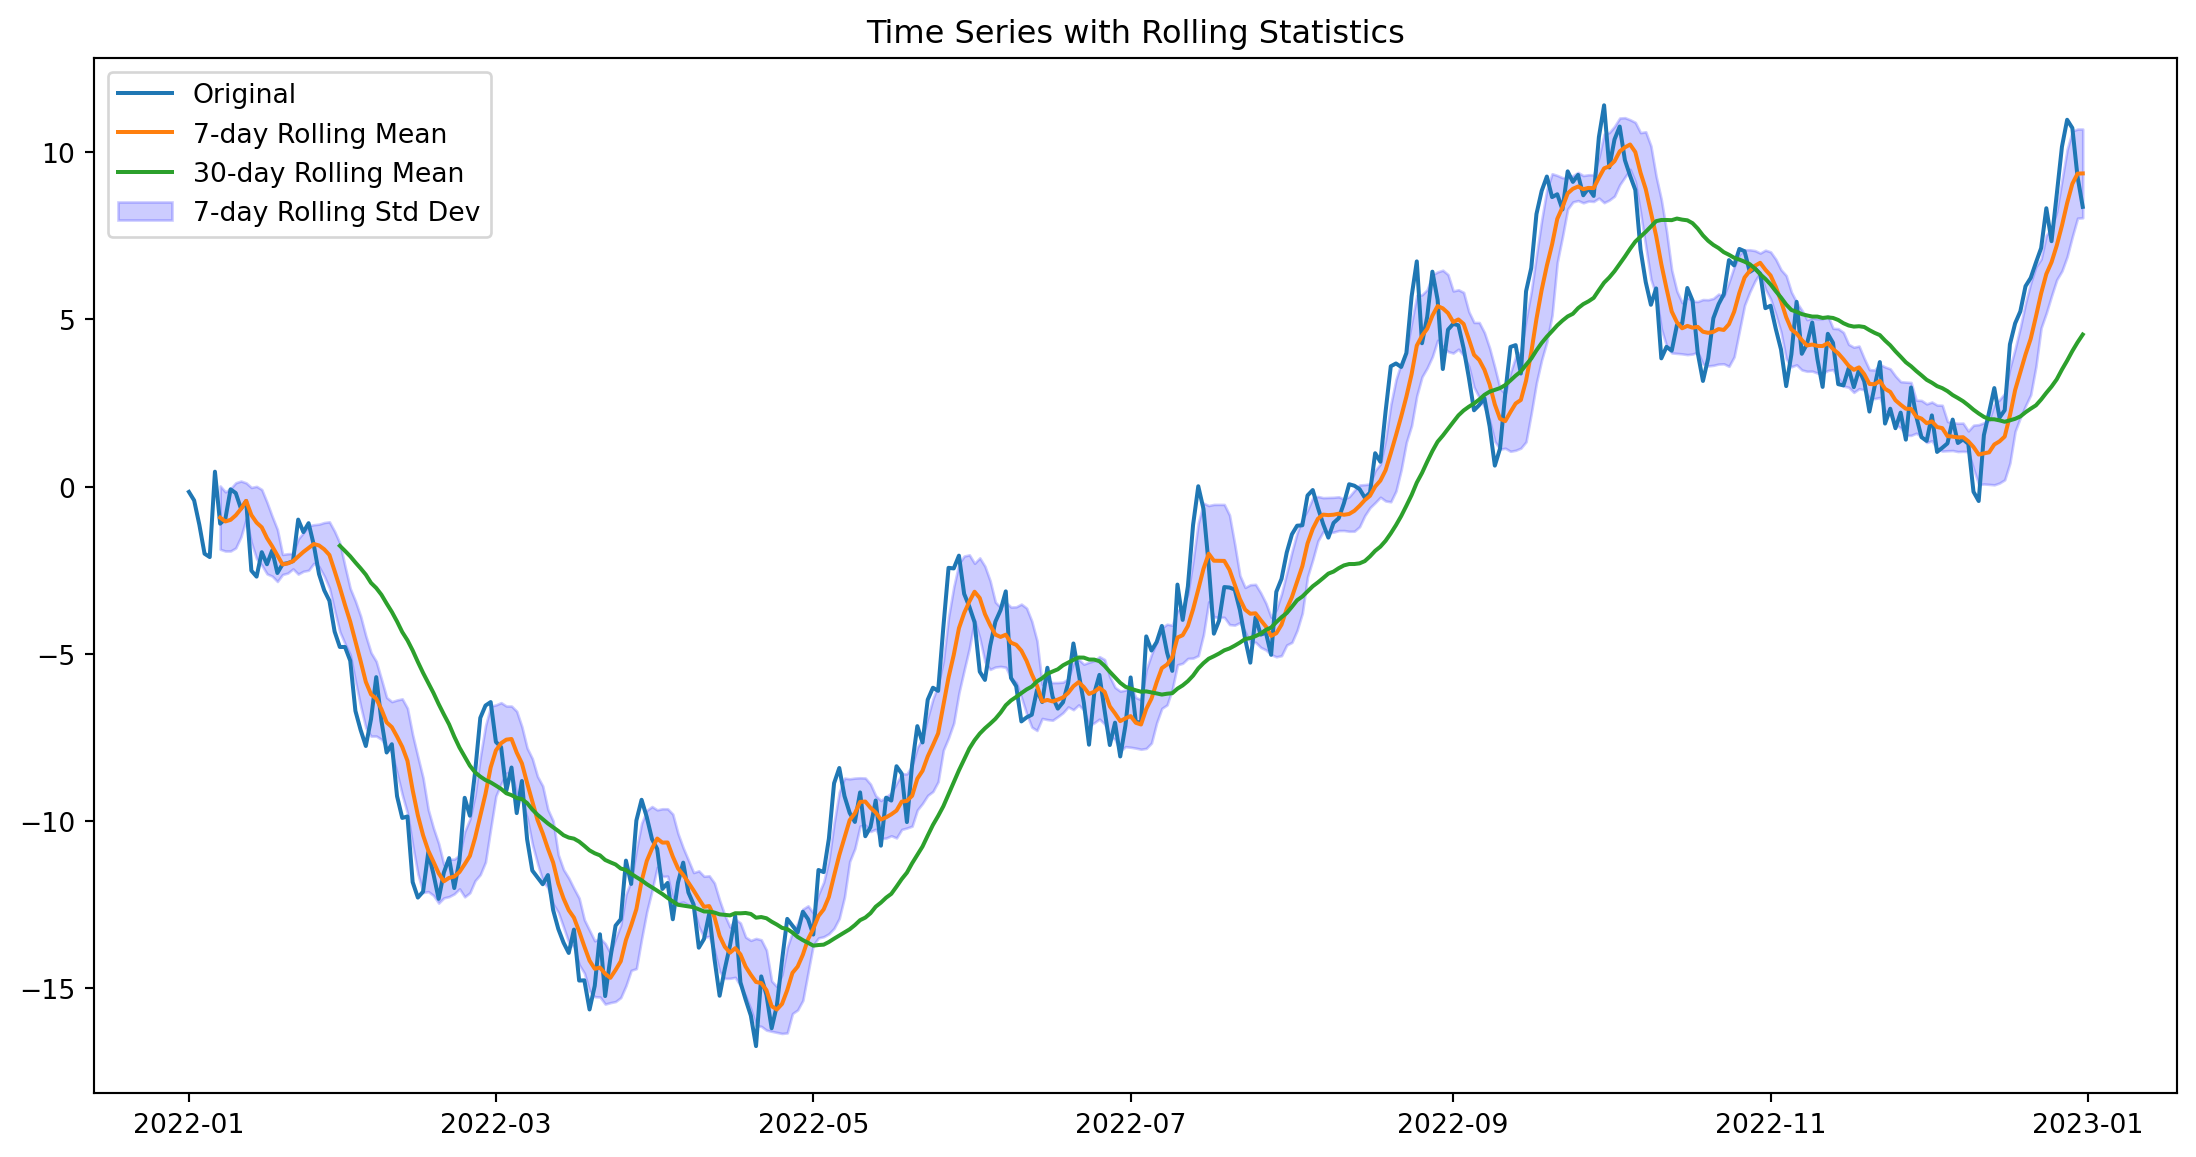 Time Series with Rolling Statistics
Original
7-day Rolling Mean
30-day Rolling Mean
7-day Rolling Std Dev
10
5
0
−5
−10
−15
2022-01
2022-03
2022-05
2022-07
2022-09
2022-11
2023-01